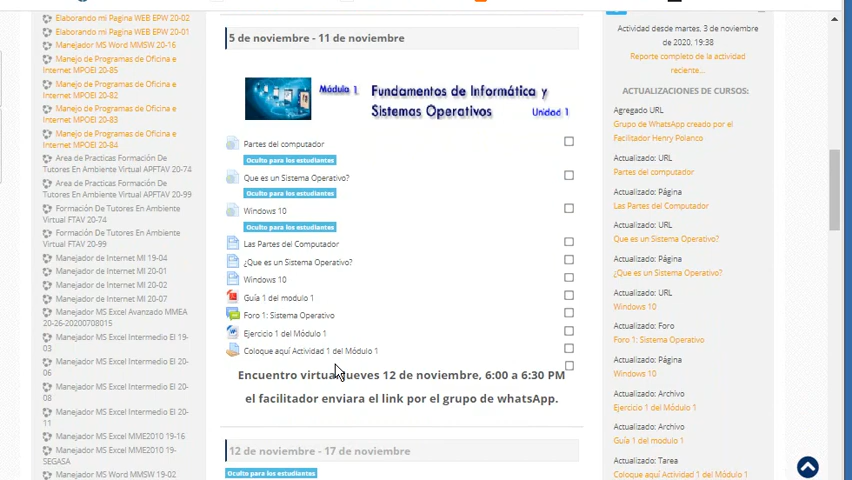 Elaborando mi Pagina WEB EPW 20-02
Elaborando mi Pagina WEB EPW 20-01
Manejador MS Word MMSW 20-16
Manejo de Programas de Oficina e
Internet MPOEI 20-85
Manejo de Programas de Oficina e
Internet MPOEI 20-82
Manejo de Programas de Oficina e
Internet MPOEI 20-83
Manejo de Programas de Oficina e
Internet MPOEI 20-84
Area de Practicas Formación De
Tutores En Ambiente Virtual APFTAV 20-74
Area de Practicas Formación De
Tutores En Ambiente Virtual APFTAV 20-99
Formación De Tutores En Ambiente
Virtual FTAV 20-74
Formación De Tutores En Ambiente
Virtual FTAV 20-99
Manejador de Internet MI 19-04
Manejador de Internet MI 20-01
Manejador de Internet MI 20-02
Manejador de Internet MI 20-07
Manejador MS Excel Avanzado MMEA
20-26-20200708015
Manejador MS Excel Intermedio EI 19-
03
Manejador MS Excel Intermedio EI 20-
06
Manejador MS Excel Intermedio EI 20-
08
Manejador MS Excel Intermedio EI 20-
11
Manejador MS Excel MME2010 19-16
Manejador MS Excel MME2010 19-
SEGASA
Manejador MS Word MMSW 19-02
5 de noviembre - 11 de noviembre
Módulo 1
Fundamentos de Informática y
Sistemas Operativos
Unidad 1
Partes del computador
Oculto para los estudiantes
Que es un Sistema Operativo?
Oculto para los estudiantes
Windows 10
Oculto para los estudiantes
Las Partes del Computador
¿Que es un Sistema Operativo?
Windows 10
Guía 1 del modulo 1
Foro 1: Sistema Operativo
Ejercicio 1 del Módulo 1
Coloque aquí Actividad 1 del Módulo 1
Encuentro virtual jueves 12 de noviembre, 6:00 a 6:30 PM
el facilitador enviara el link por el grupo de whatsApp.
12 de noviembre - 17 de noviembre
Oculto para los estudiantes
Actividad desde martes, 3 de noviembre
de 2020, 19:38
Reporte completo de la actividad
reciente...
ACTUALIZACIONES DE CURSOS:
Agregado URL
Grupo de WhatsApp creado por el
Facilitador Henry Polanco
Actualizado: URL
Partes del computador
Actualizado: Página
Las Partes del Computador
Actualizado: URL
Que es un Sistema Operativo?
Actualizado: Página
¿Que es un Sistema Operativo?
Actualizado: URL
Windows 10
Actualizado: Foro
Foro 1: Sistema Operativo
Actualizado: Página
Windows 10
Actualizado: Archivo
Ejercicio 1 del Módulo 1
Actualizado: Archivo
Guía 1 del modulo 1
Actualizado: Tarea
Coloque aquí Actividad 1 del Módulo 1